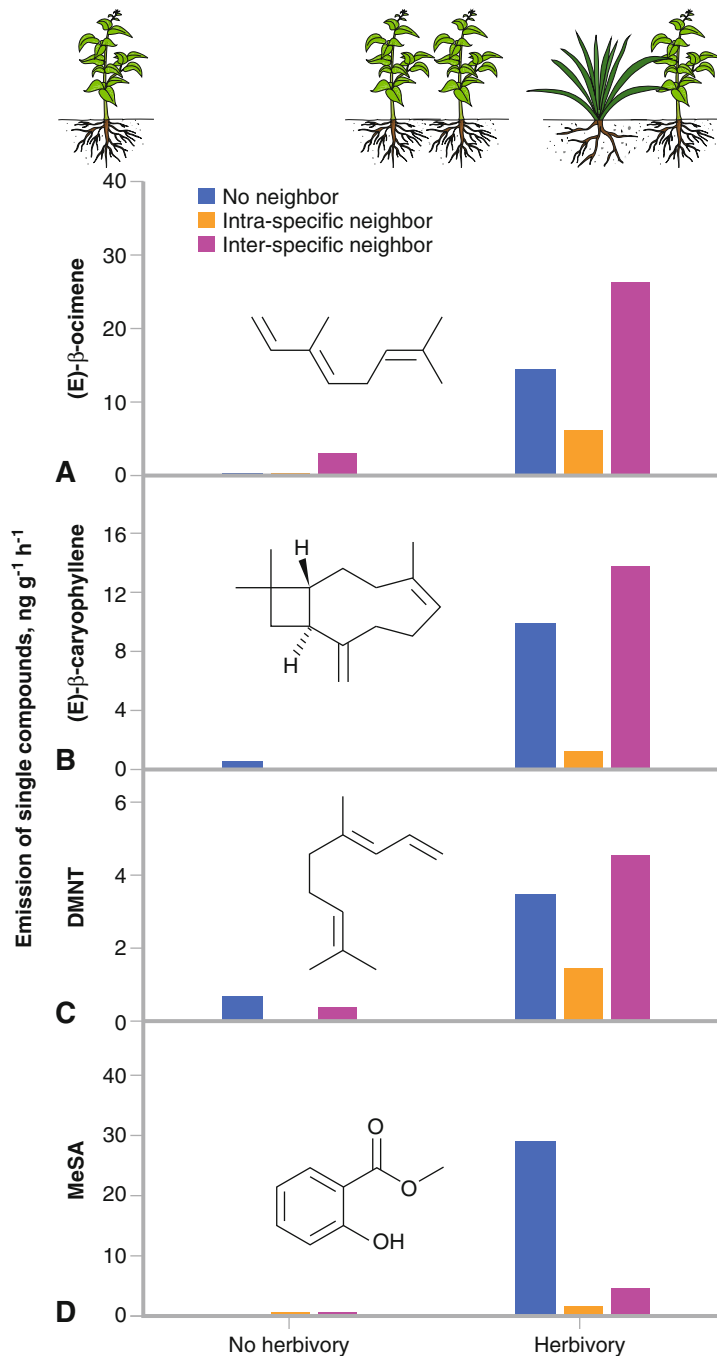 No neighbor
Intra-specific neighbor
Inter-specific neighbor
Emission of single compounds, ng g⁻¹ h⁻¹
(E)-β-ocimene
40
30
20
10
0
A
(E)-β-caryophyllene
16
12
8
4
0
H
H
B
DMNT
6
4
2
0
C
MeSA
40
30
20
10
0
O
O
OH
D
No herbivory
Herbivory